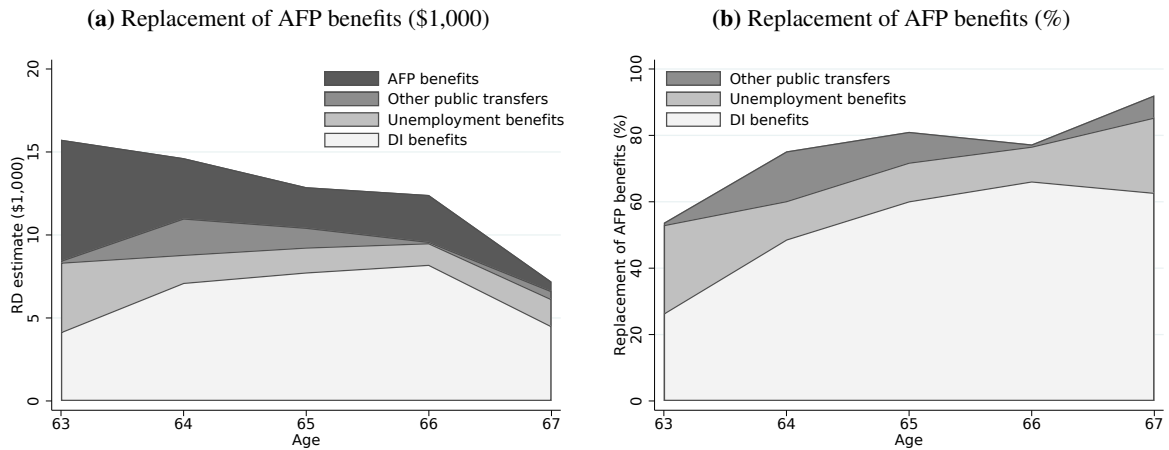 (a) Replacement of AFP benefits ($1,000)
RD estimate ($1,000)
20
15
10
5
0
AFP benefits
Other public transfers
Unemployment benefits
DI benefits
63 64 65 66 67
Age
(b) Replacement of AFP benefits (%)
Replacement of AFP benefits (%)
100
80
60
40
20
0
Other public transfers
Unemployment benefits
DI benefits
63 64 65 66 67
Age